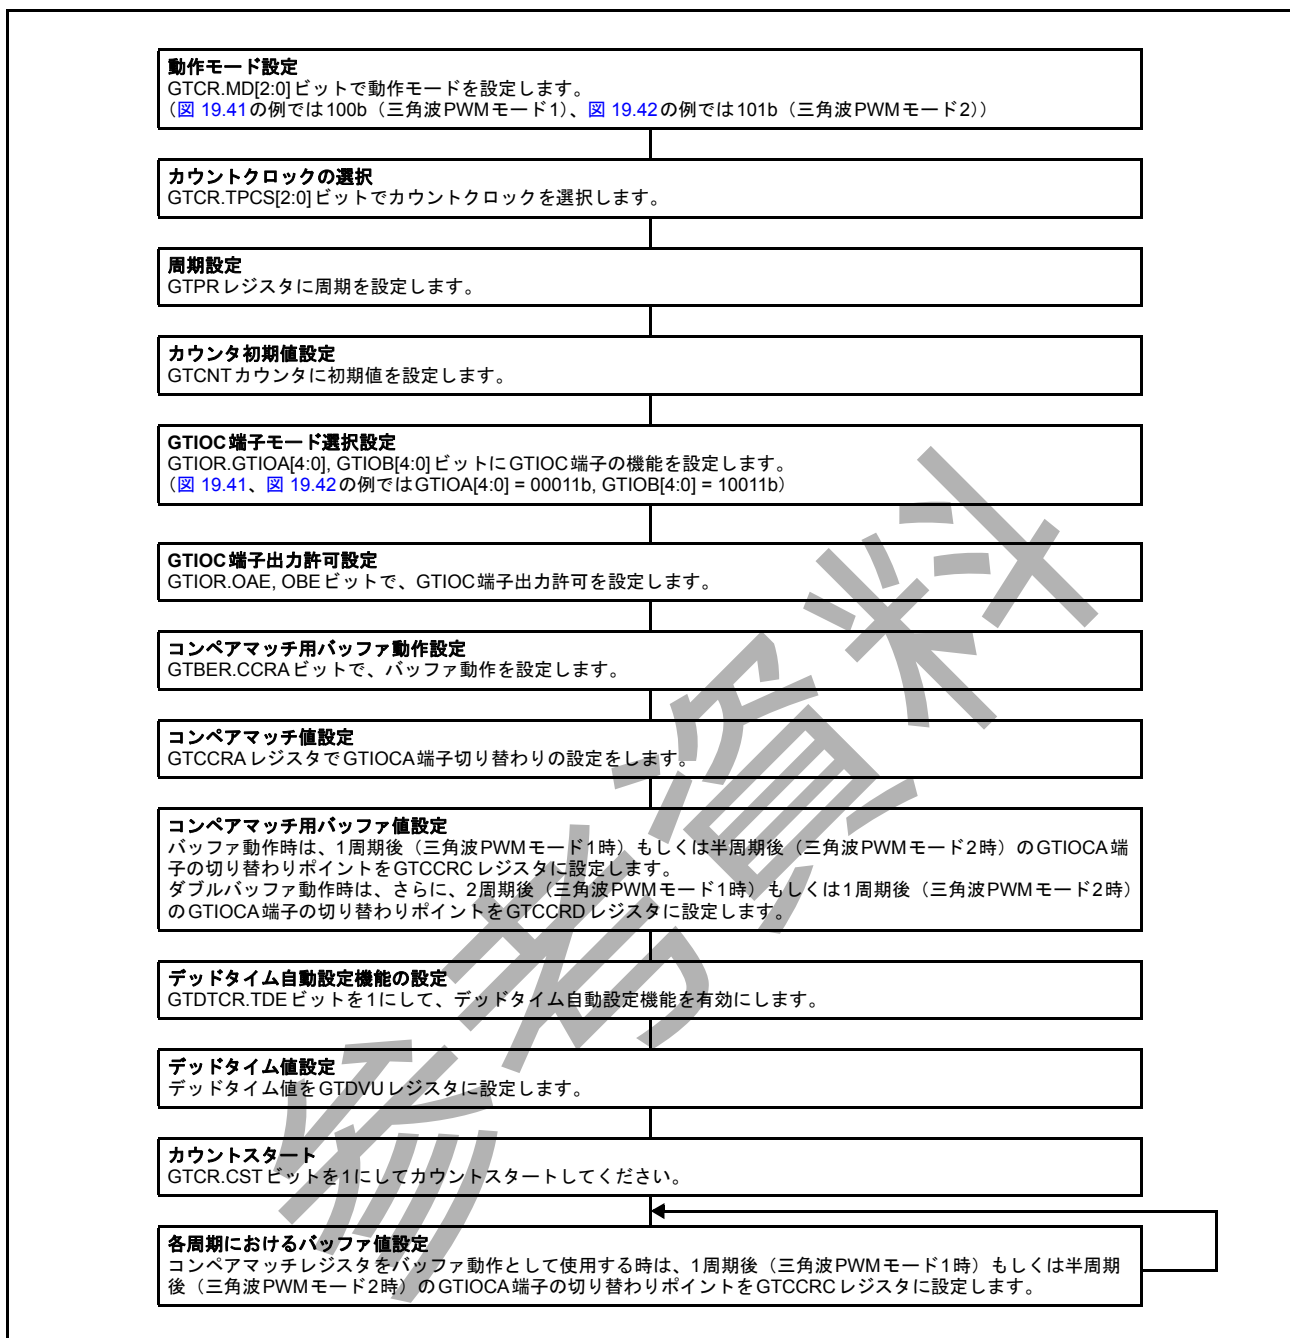 動作モード設定
GTCR.MD[2:0]ビットで動作モードを設定します。
(図 19.41の例では100b（三角波PWMモード1）、図 19.42の例では101b（三角波PWMモード2）)
カウントクロックの選択
GTCR.TPCS[2:0]ビットでカウントクロックを選択します。
周期設定
GTPRレジスタに周期を設定します。
カウンタ初期値設定
GTCNTカウンタに初期値を設定します。
GTIOC端子モード選択設定
GTIOR.GTIOA[4:0], GTIOB[4:0]ビットにGTIOC端子の機能を設定します。
(図 19.41、図 19.42の例ではGTIOA[4:0] = 00011b, GTIOB[4:0] = 10011b)
GTIOC端子出力許可設定
GTIOR.OAE, OBEビットで、GTIOC端子出力許可を設定します。
コンペアマッチ用バッファ動作設定
GTBER.CCRAビットで、バッファ動作を設定します。
コンペアマッチ値設定
GTCCRAレジスタでGTIOCA端子切り替わりの設定をします。
コンペアマッチ用バッファ値設定
バッファ動作時は、1周期後（三角波PWMモード1時）もしくは半周期後（三角波PWMモード2時）のGTIOCA端
子の切り替わりポイントをGTCCRCレジスタに設定します。
ダブルバッファ動作時は、さらに、2周期後（三角波PWMモード1時）もしくは1周期後（三角波PWMモード2時）
のGTIOCA端子の切り替わりポイントをGTCCRDレジスタに設定します。
デッドタイム自動設定機能の設定
GTDTCR.TDEビットを1にして、デッドタイム自動設定機能を有効にします。
デッドタイム値設定
デッドタイム値をGTDVUレジスタに設定します。
カウントスタート
GTCR.CSTビットを1にしてカウントスタートしてください。
各周期におけるバッファ値設定
コンペアマッチレジスタをバッファ動作として使用する時は、1周期後（三角波PWMモード1時）もしくは半周期
後（三角波PWMモード2時）のGTIOCA端子の切り替わりポイントをGTCCRCレジスタに設定します。
参考資料